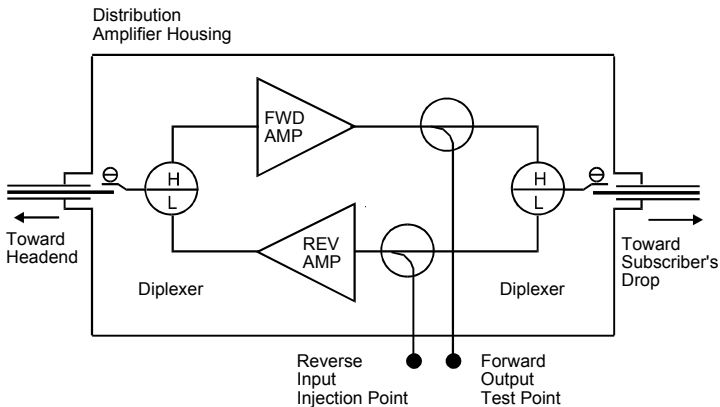 Distribution
Amplifier Housing
FWD
AMP
H
L
H
L
Toward
Headend
REV
AMP
Toward
Subscriber's
Drop
Diplexer
Diplexer
Reverse
Input
Injection Point
Forward
Output
Test Point